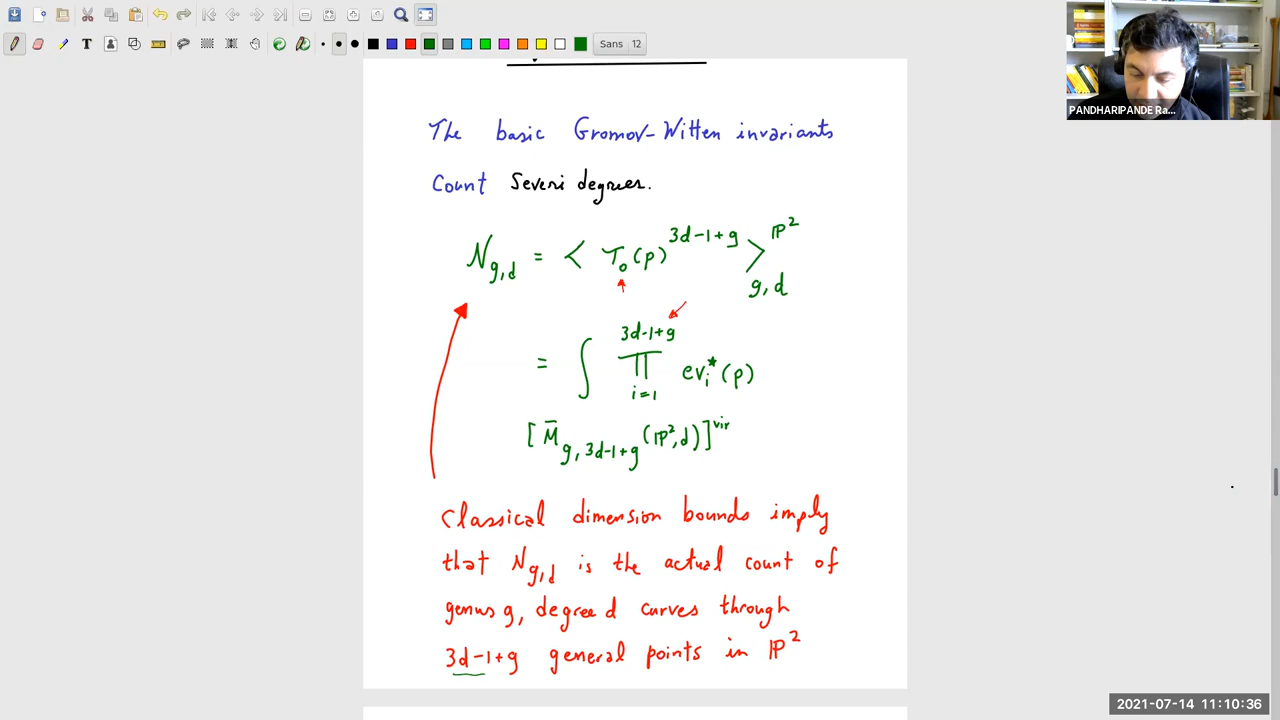 Sans 12
PANDHARIPANDE Ra...
The basic Gromov-Witten invariants
Count Severi degrees.
N_{g,d} = < τ_0(p)^{3d-1+g} >^{ℙ^2}_{g,d}
= ∫_{[M̄_{g,3d-1+g}(ℙ^2,d)]^{vir}} ∏_{i=1}^{3d-1+g} ev_i^*(p)
Classical dimension bounds imply
that N_{g,d} is the actual count of
genus g, degree d curves through
3d-1+g general points in ℙ^2
2021-07-14 11:10:36